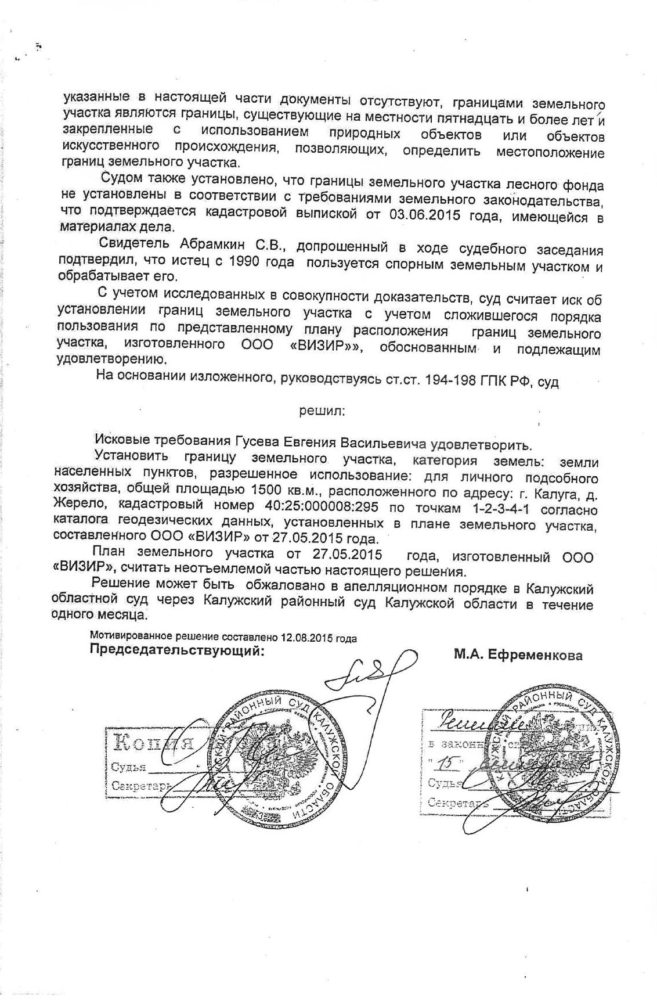 указанные в настоящей части документы отсутствуют, границами земельного
участка являются границы, существующие на местности пятнадцать и более лет и
закрепленные с использованием природных объектов или объектов
искусственного происхождения, позволяющих, определить местоположение
границ земельного участка.
Судом также установлено, что границы земельного участка лесного фонда
не установлены в соответствии с требованиями земельного законодательства,
что подтверждается кадастровой выпиской от 03.06.2015 года, имеющейся в
материалах дела.
Свидетель Абрамкин С.В., допрошенный в ходе судебного заседания
подтвердил, что истец с 1990 года пользуется спорным земельным участком и
обрабатывает его.
С учетом исследованных в совокупности доказательств, суд считает иск об
установлении границ земельного участка с учетом сложившегося порядка
пользования по представленному плану расположения границ земельного
участка, изготовленного ООО «ВИЗИР»», обоснованным и подлежащим
удовлетворению.
На основании изложенного, руководствуясь ст.ст. 194-198 ГПК РФ, суд
решил:
Исковые требования Гусева Евгения Васильевича удовлетворить.
Установить границу земельного участка, категория земель: земли
населенных пунктов, разрешенное использование: для личного подсобного
хозяйства, общей площадью 1500 кв.м., расположенного по адресу: г. Калуга, д.
Жерело, кадастровый номер 40:25:000008:295 по точкам 1-2-3-4-1 согласно
каталога геодезических данных, установленных в плане земельного участка,
составленного ООО «ВИЗИР» от 27.05.2015 года.
План земельного участка от 27.05.2015 года, изготовленный ООО
«ВИЗИР», считать неотъемлемой частью настоящего решения.
Решение может быть обжаловано в апелляционном порядке в Калужский
областной суд через Калужский районный суд Калужской области в течение
одного месяца.
Мотивированное решение составлено 12.08.2015 года
Председательствующий: М.А. Ефременкова
Копия
Судья
Секретарь
РАЙОННЫЙ СУД КАЛУЖСКОЙ ОБЛАСТИ
Решение
в законн
"15"
Судья
Секретарь
РАЙОННЫЙ СУД КАЛУЖСКОЙ ОБЛАСТИ